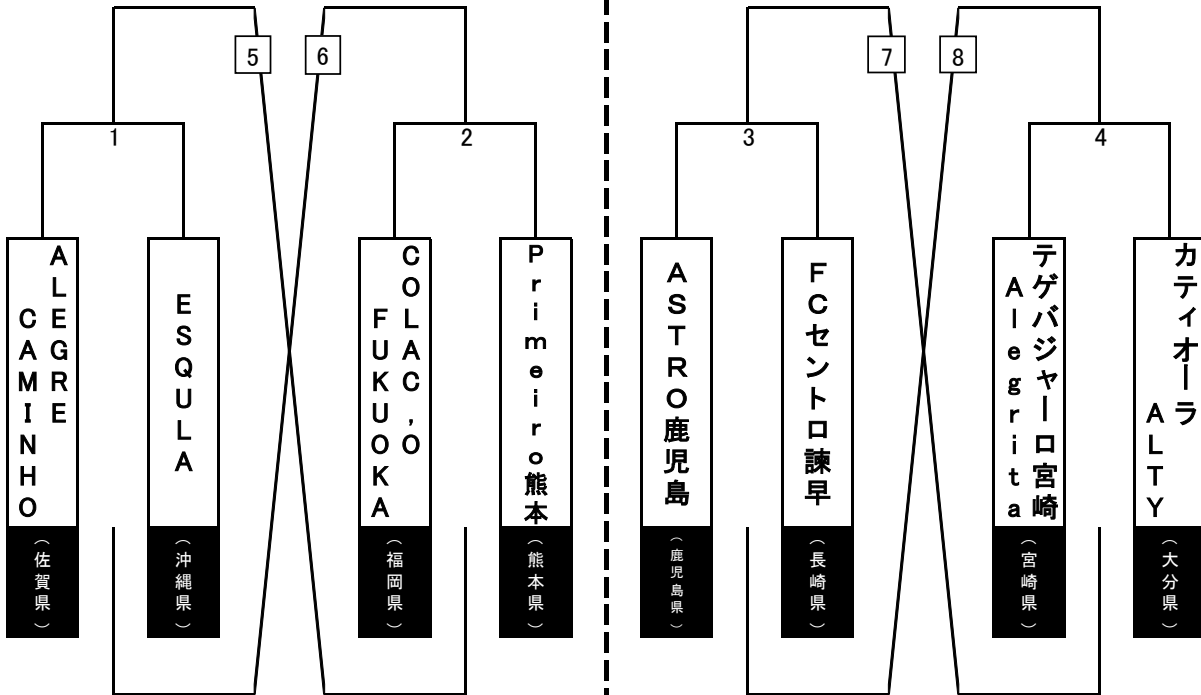 5
6
7
8
1
2
3
4
ALEGRE
CAMINHO
(佐賀県)
ESQULA
(沖縄県)
COLAC,O
FUKUOKA
(福岡県)
Primeiro熊本
(熊本県)
ASTRO鹿児島
(鹿児島県)
FCセントロ諫早
(長崎県)
テゲバジャーロ宮崎
Alegrita
(宮崎県)
カティオーラ
ALTY
(大分県)